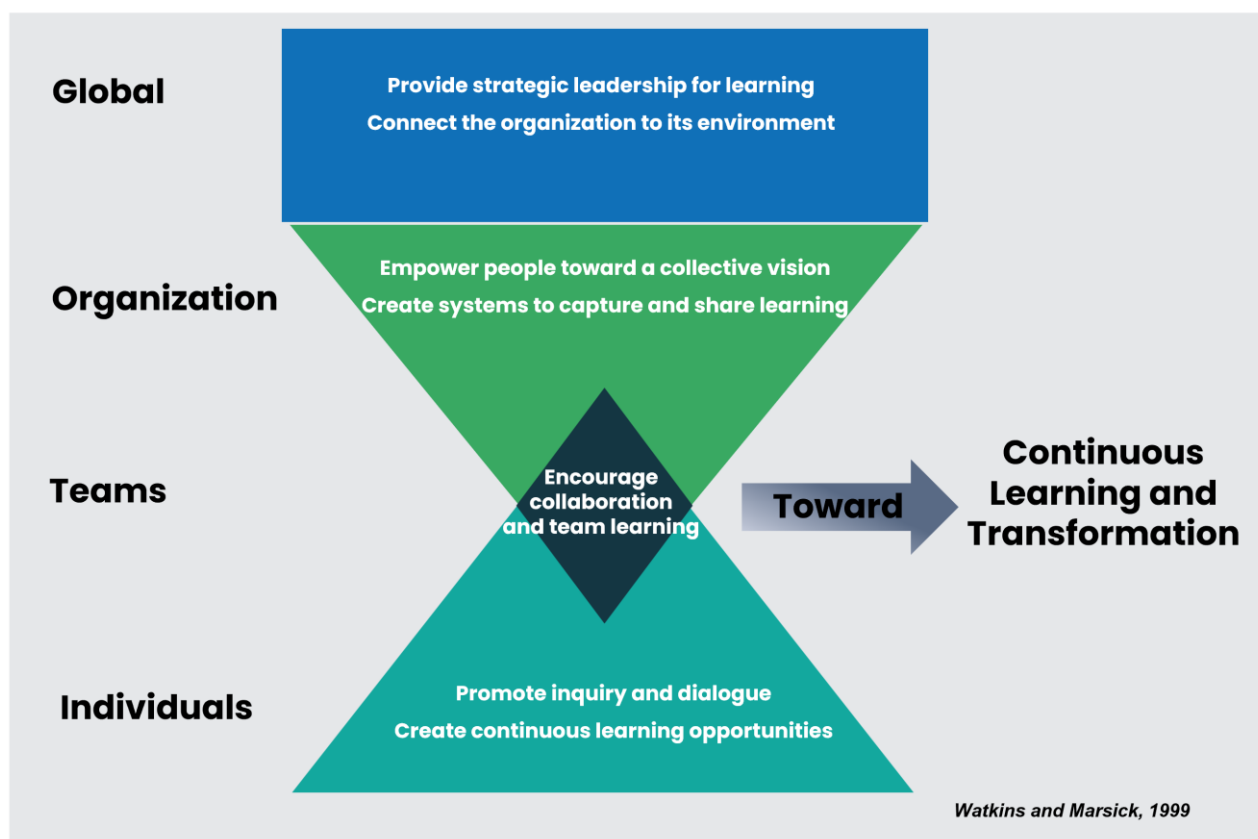 Global
Provide strategic leadership for learning
Connect the organization to its environment
Organization
Empower people toward a collective vision
Create systems to capture and share learning
Teams
Encourage
collaboration
and team learning
Toward
Continuous
Learning and
Transformation
Individuals
Promote inquiry and dialogue
Create continuous learning opportunities
Watkins and Marsick, 1999